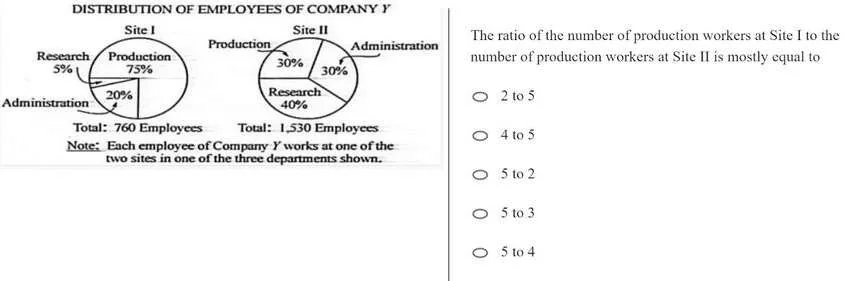 DISTRIBUTION OF EMPLOYEES OF COMPANY Y
Site I
Research
5%
Production
75%
20%
Administration
Total: 760 Employees
Site II
Production
30%
Administration
30%
Research
40%
Total: 1,530 Employees
Note: Each employee of Company Y works at one of the
two sites in one of the three departments shown.
The ratio of the number of production workers at Site I to the
number of production workers at Site II is mostly equal to
2 to 5
4 to 5
5 to 2
5 to 3
5 to 4